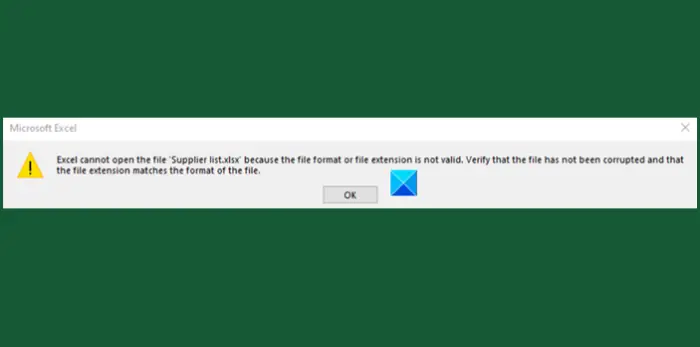 Microsoft Excel
Excel cannot open the file 'Supplier list.xlsx' because the file format or file extension is not valid. Verify that the file has not been corrupted and that
the file extension matches the format of the file.
OK